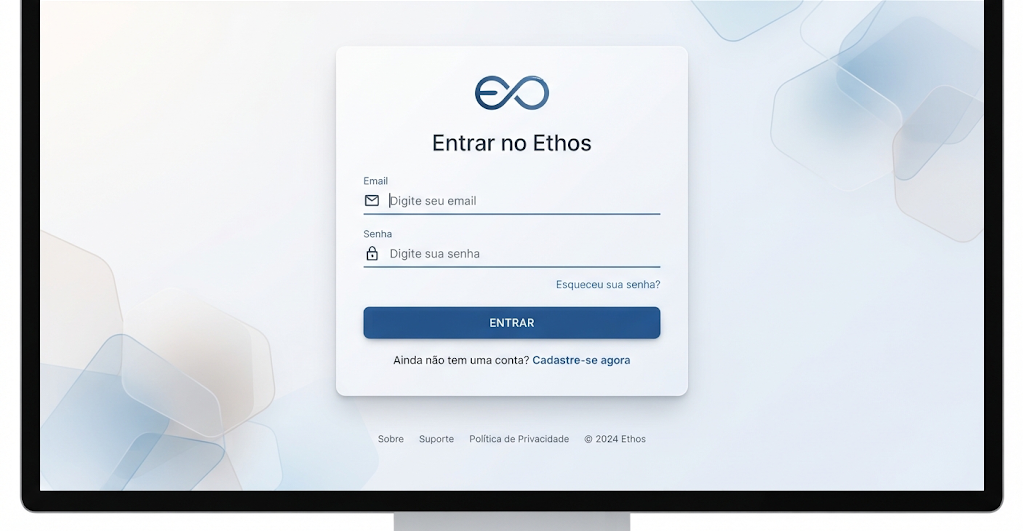 Entrar no Ethos
Email
Digite seu email
Senha
Digite sua senha
Esqueceu sua senha?
ENTRAR
Ainda não tem uma conta? Cadastre-se agora
Sobre Suporte Política de Privacidade © 2024 Ethos